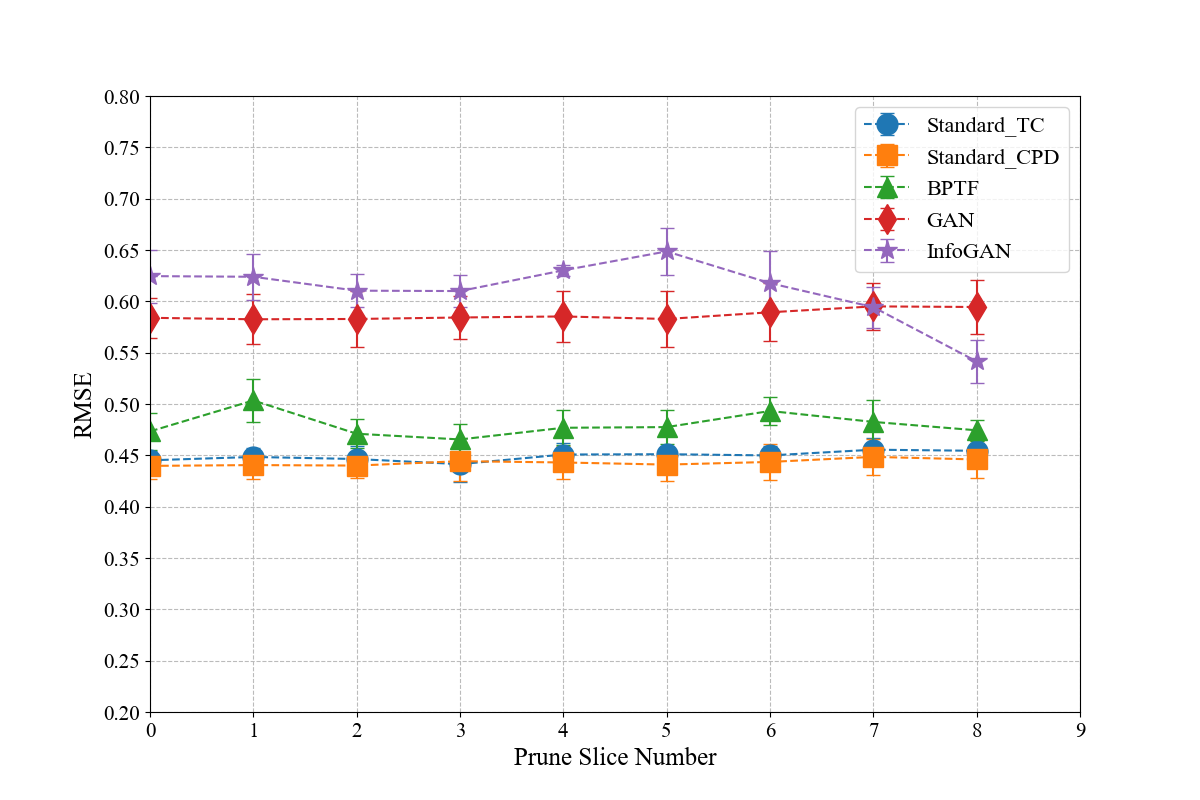 0.80
0.75
0.70
0.65
0.60
0.55
0.50
0.45
0.40
0.35
0.30
0.25
0.20
RMSE
0 1 2 3 4 5 6 7 8 9
Prune Slice Number
Standard_TC
Standard_CPD
BPTF
GAN
InfoGAN